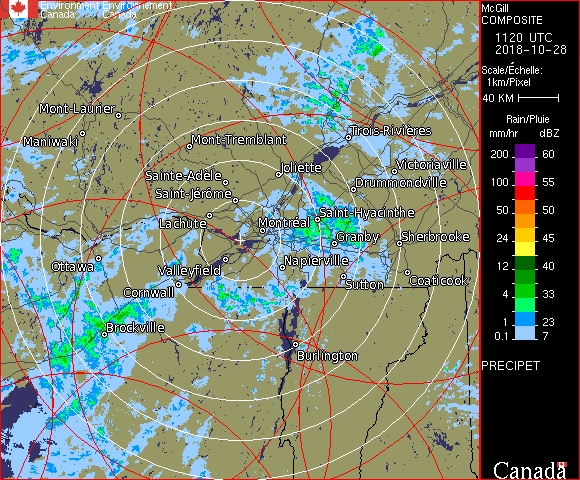 Environment Environnement
Canada Canada
Mont-Laurier
Maniwaki
Mont-Tremblant
Trois-Rivières
Sainte-Adèle
Joliette
Victoriaville
Saint-Jérôme
Drummondville
Lachute
Montréal
Saint-Hyacinthe
Granby
Sherbrooke
Ottawa
Valleyfield
Napierville
Cornwall
Sutton
Coaticook
Brockville
Burlington
McGill
COMPOSITE
1120 UTC
2018-10-28
Scale/Échelle:
1km/Pixel
40 KM
Rain/Pluie
mm/hr dBZ
200 60
100 55
50 50
24 45
12 40
4 33
1 23
0.1 7
PRECIPET
Canada